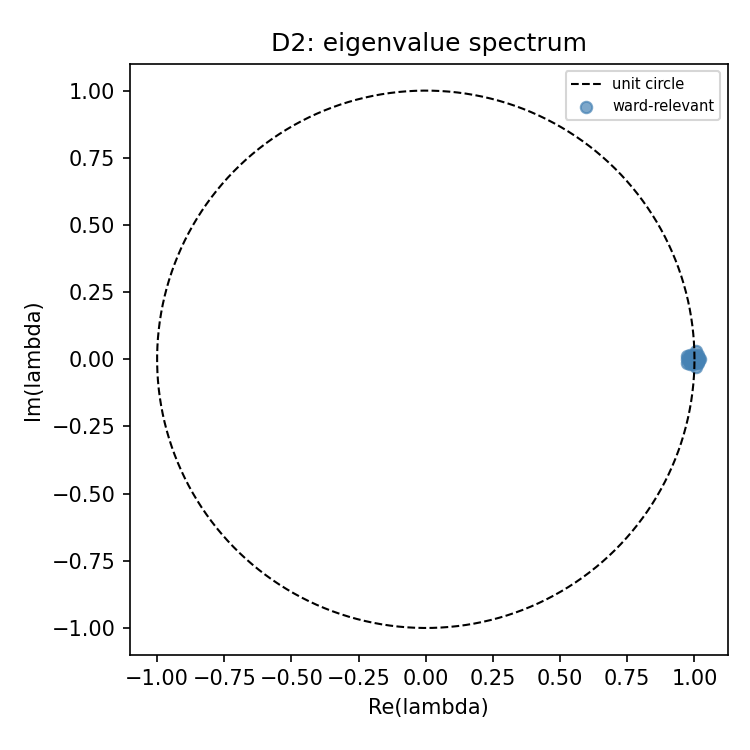 D2: eigenvalue spectrum
unit circle
ward-relevant
Im(lambda)
1.00
0.75
0.50
0.25
0.00
−0.25
−0.50
−0.75
−1.00
−1.00 −0.75 −0.50 −0.25 0.00 0.25 0.50 0.75 1.00
Re(lambda)